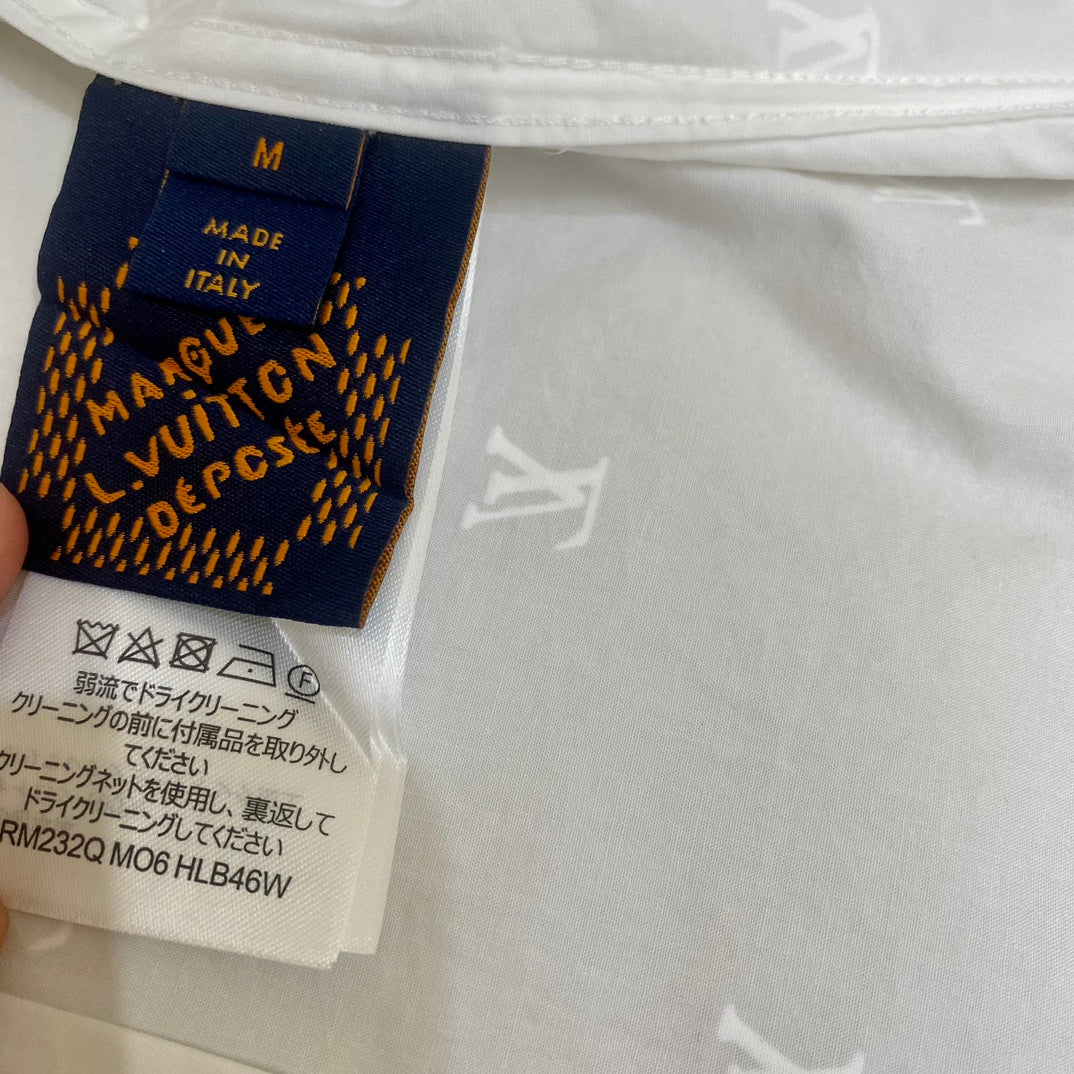 LV
M
MADE
IN
ITALY
MARQUE
L.VUITTON
DÉPOSÉE
LV
F
弱流でドライクリーニング
クリーニングの前に付属品を取り外し
てください
クリーニングネットを使用し、裏返して
ドライクリーニングしてください
RM232Q MO6 HLB46W
LV